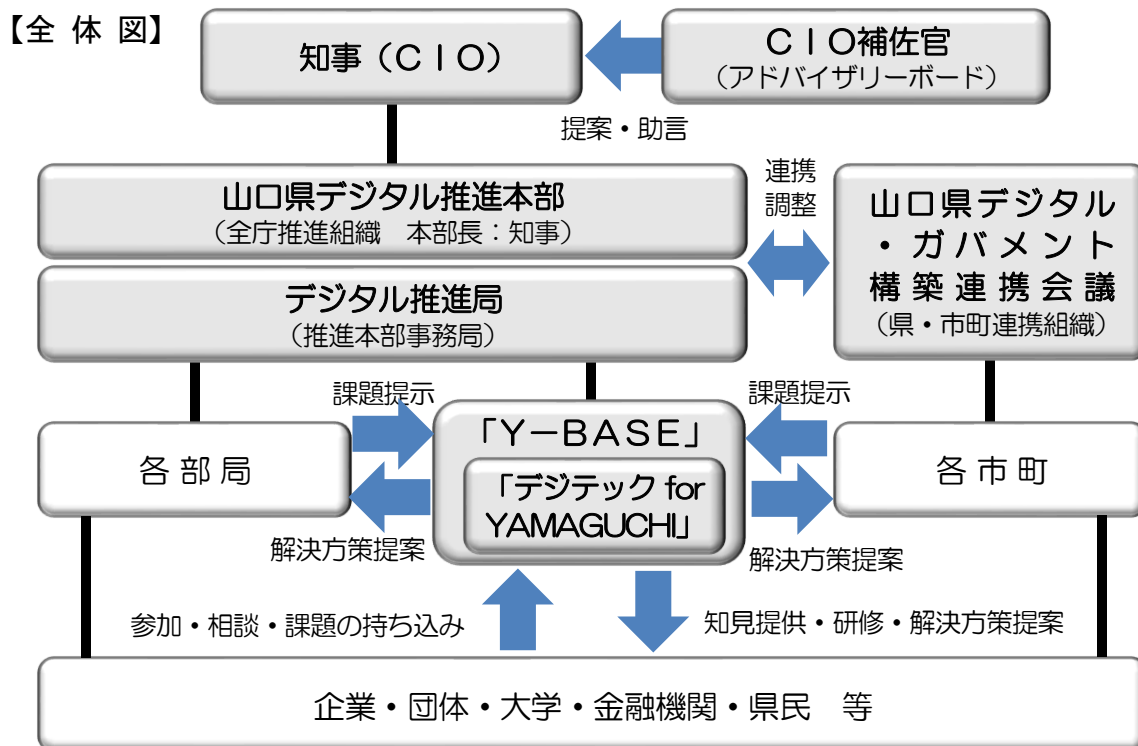 【全 体 図】
知事（ＣＩＯ）
ＣＩＯ補佐官
（アドバイザリーボード）
提案・助言
山口県デジタル推進本部
（全庁推進組織　本部長：知事）
連携
調整
山口県デジタル
・ガバメント
構築連携会議
（県・市町連携組織）
デジタル推進局
（推進本部事務局）
課題提示
課題提示
各部局
「Ｙ－ＢＡＳＥ」
「デジテック for
YAMAGUCHI」
各市町
解決方策提案
解決方策提案
参加・相談・課題の持ち込み
知見提供・研修・解決方策提案
企業・団体・大学・金融機関・県民　等